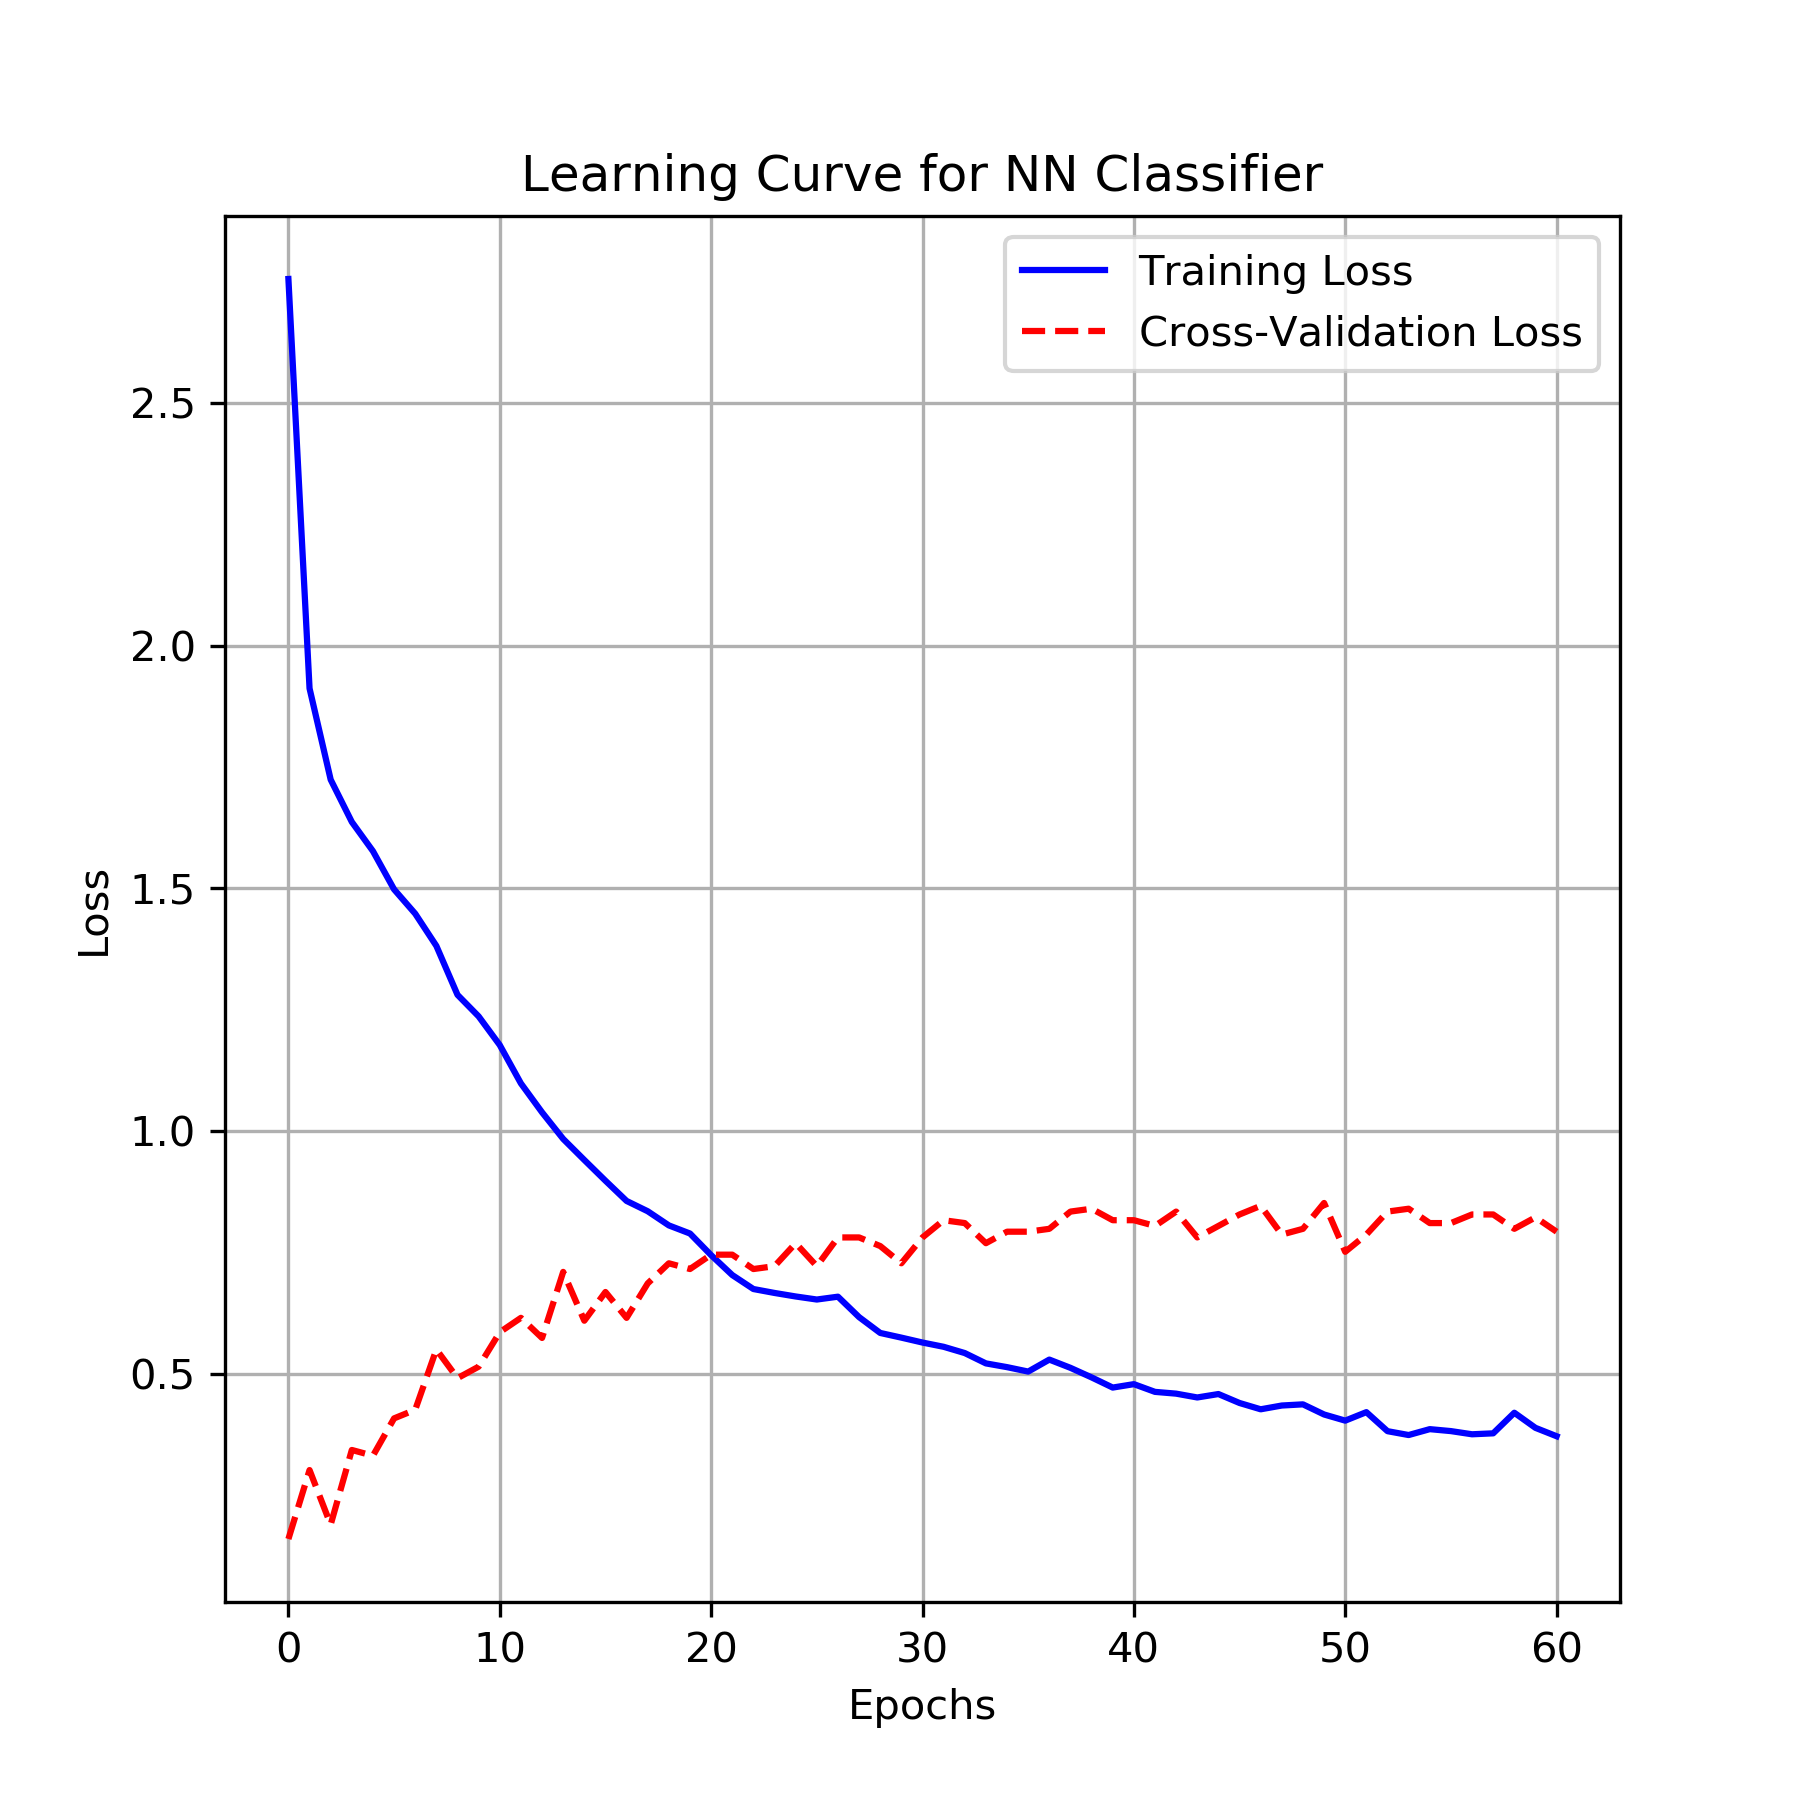 Learning Curve for NN Classifier
Training Loss
Cross-Validation Loss
2.5
2.0
1.5
1.0
0.5
Loss
0 10 20 30 40 50 60
Epochs